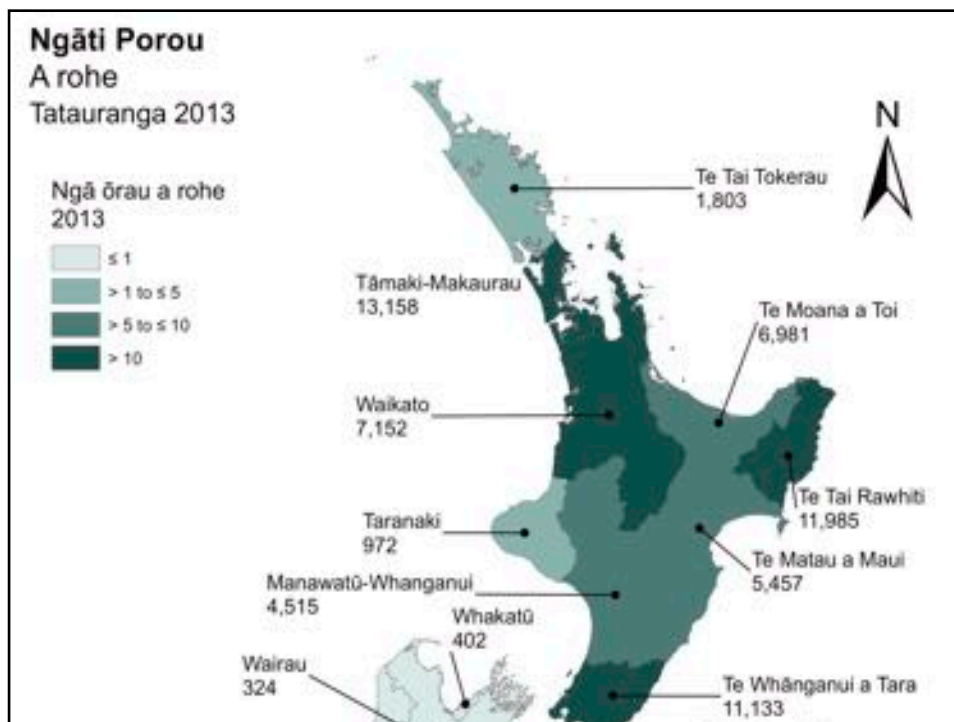 Ngāti Porou
A rohe
Tatauranga 2013
Ngā ōrau a rohe
2013
≤ 1
> 1 to ≤ 5
> 5 to ≤ 10
> 10
N
Te Tai Tokerau
1,803
Tāmaki-Makaurau
13,158
Te Moana a Toi
6,981
Waikato
7,152
Te Tai Rawhiti
11,985
Taranaki
972
Te Matau a Maui
5,457
Manawatū-Whanganui
4,515
Whakatū
402
Wairau
324
Te Whānganui a Tara
11,133